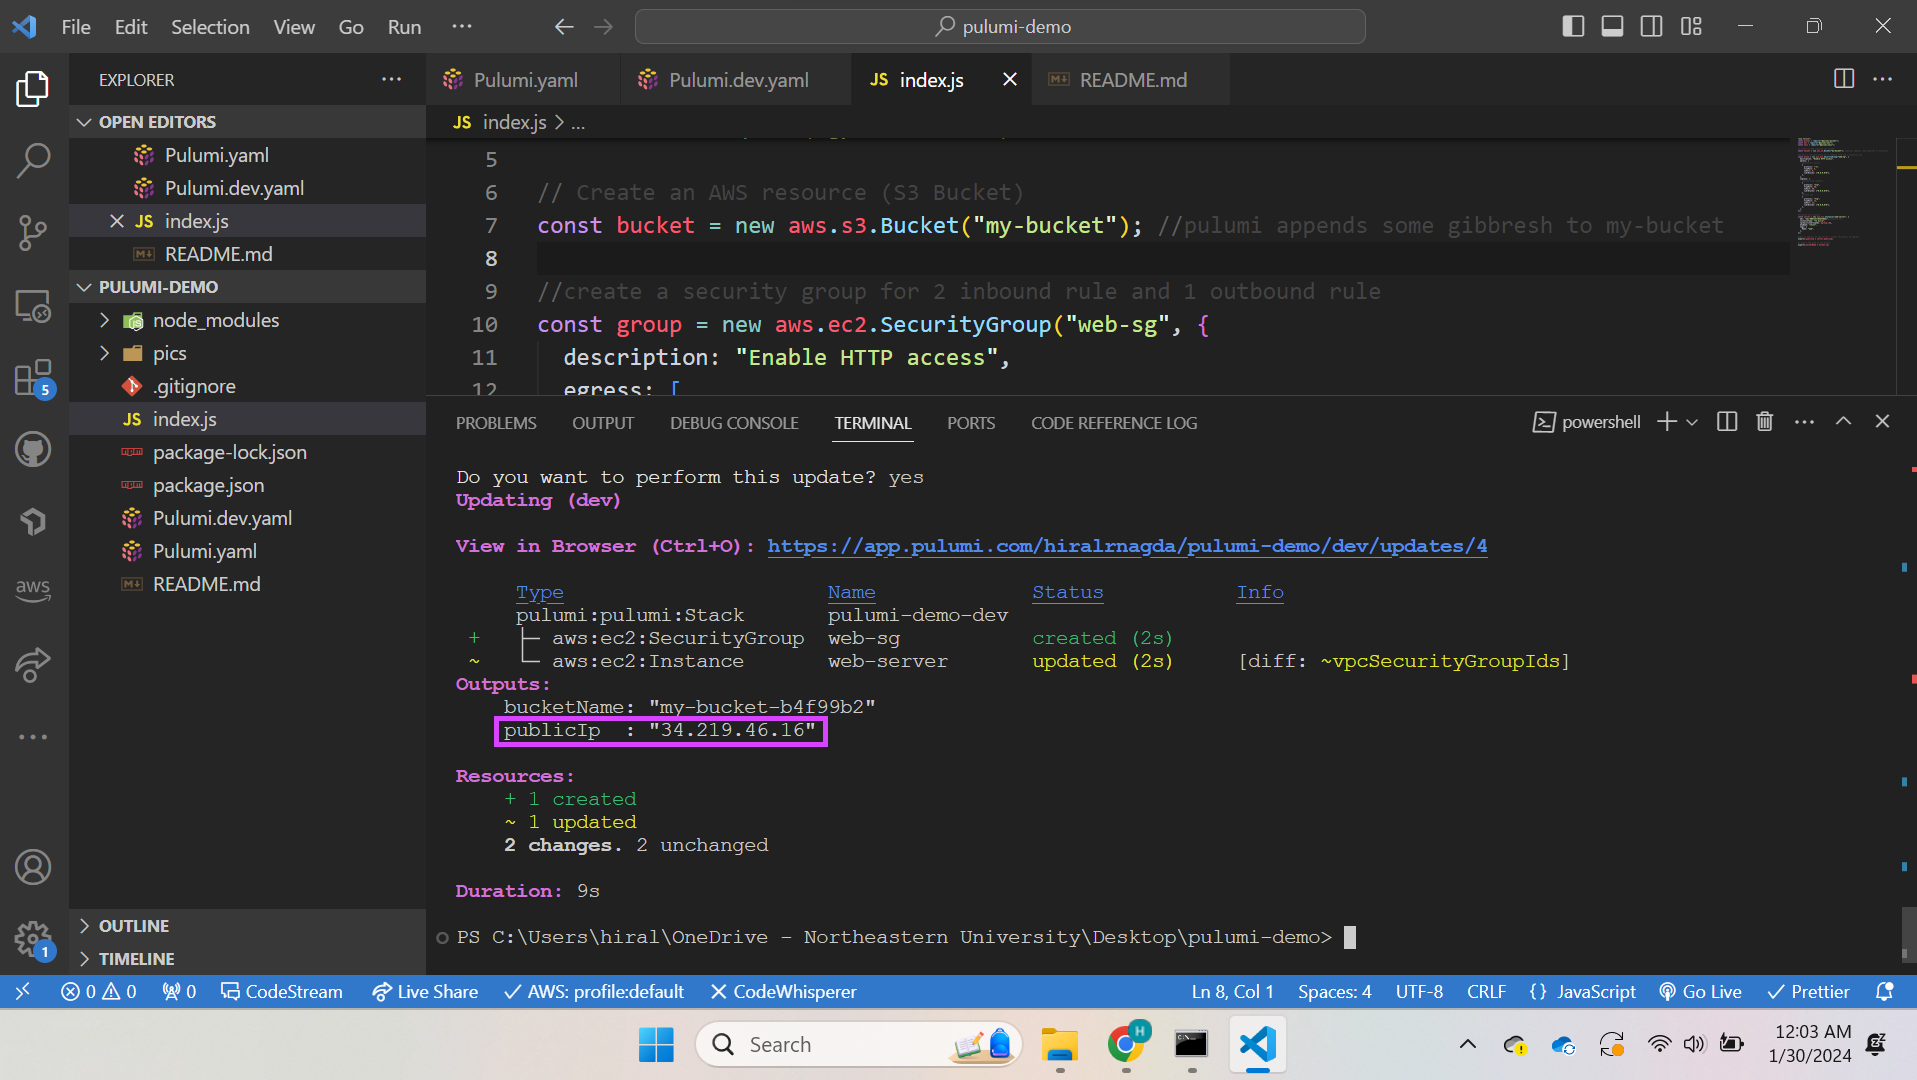 File Edit Selection View Go Run ··· pulumi-demo
EXPLORER ···
OPEN EDITORS
Pulumi.yaml
Pulumi.dev.yaml
JS index.js
README.md
PULUMI-DEMO
node_modules
pics
.gitignore
JS index.js
package-lock.json
package.json
Pulumi.dev.yaml
Pulumi.yaml
README.md
OUTLINE
TIMELINE
5
aws
1
Pulumi.yaml Pulumi.dev.yaml JS index.js README.md
JS index.js > ...
5
6 // Create an AWS resource (S3 Bucket)
7 const bucket = new aws.s3.Bucket("my-bucket"); //pulumi appends some gibbresh to my-bucket
8
9 //create a security group for 2 inbound rule and 1 outbound rule
10 const group = new aws.ec2.SecurityGroup("web-sg", {
11 description: "Enable HTTP access",
12 egress: [
PROBLEMS OUTPUT DEBUG CONSOLE TERMINAL PORTS CODE REFERENCE LOG powershell
Do you want to perform this update? yes
Updating (dev)
View in Browser (Ctrl+O): https://app.pulumi.com/hiralrnagda/pulumi-demo/dev/updates/4
Type Name Status Info
pulumi:pulumi:Stack pulumi-demo-dev
+ ├─ aws:ec2:SecurityGroup web-sg created (2s)
~ └─ aws:ec2:Instance web-server updated (2s) [diff: ~vpcSecurityGroupIds]
Outputs:
bucketName: "my-bucket-b4f99b2"
publicIp : "34.219.46.16"
Resources:
+ 1 created
~ 1 updated
2 changes. 2 unchanged
Duration: 9s
PS C:\Users\hiral\OneDrive - Northeastern University\Desktop\pulumi-demo>
0 0 0 CodeStream Live Share AWS: profile:default CodeWhisperer Ln 8, Col 1 Spaces: 4 UTF-8 CRLF {} JavaScript Go Live Prettier
Search
H
12:03 AM
1/30/2024